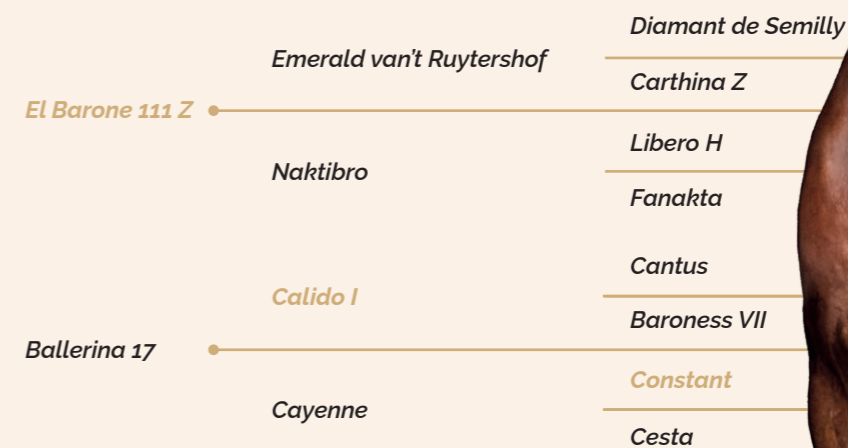 Diamant de Semilly
Emerald van't Ruytershof
Carthina Z
El Barone 111 Z
Libero H
Naktibro
Fanakta
Cantus
Calido I
Baroness VII
Ballerina 17
Constant
Cayenne
Cesta